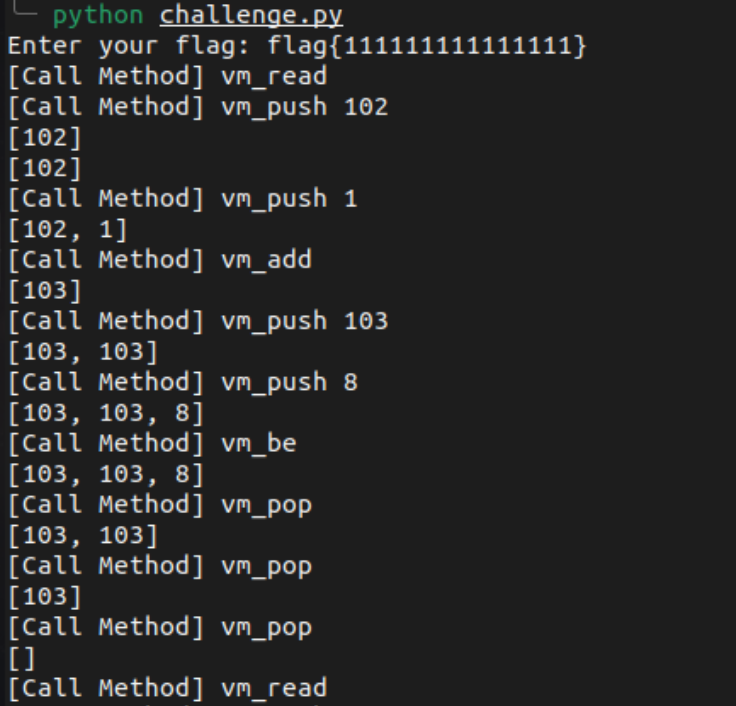 python challenge.py
Enter your flag: flag{111111111111111}
[Call Method] vm_read
[Call Method] vm_push 102
[102]
[102]
[Call Method] vm_push 1
[102, 1]
[Call Method] vm_add
[103]
[Call Method] vm_push 103
[103, 103]
[Call Method] vm_push 8
[103, 103, 8]
[Call Method] vm_be
[103, 103, 8]
[Call Method] vm_pop
[103, 103]
[Call Method] vm_pop
[103]
[Call Method] vm_pop
[]
[Call Method] vm_read